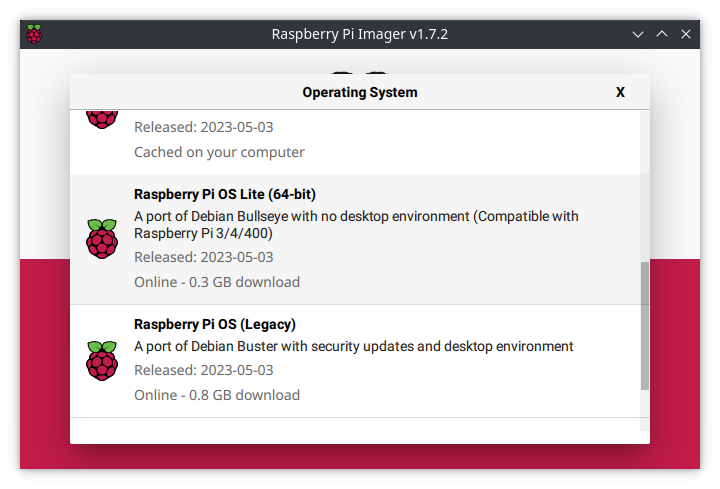 Raspberry Pi Imager v1.7.2
Operating System
X
Released: 2023-05-03
Cached on your computer
Raspberry Pi OS Lite (64-bit)
A port of Debian Bullseye with no desktop environment (Compatible with
Raspberry Pi 3/4/400)
Released: 2023-05-03
Online - 0.3 GB download
Raspberry Pi OS (Legacy)
A port of Debian Buster with security updates and desktop environment
Released: 2023-05-03
Online - 0.8 GB download